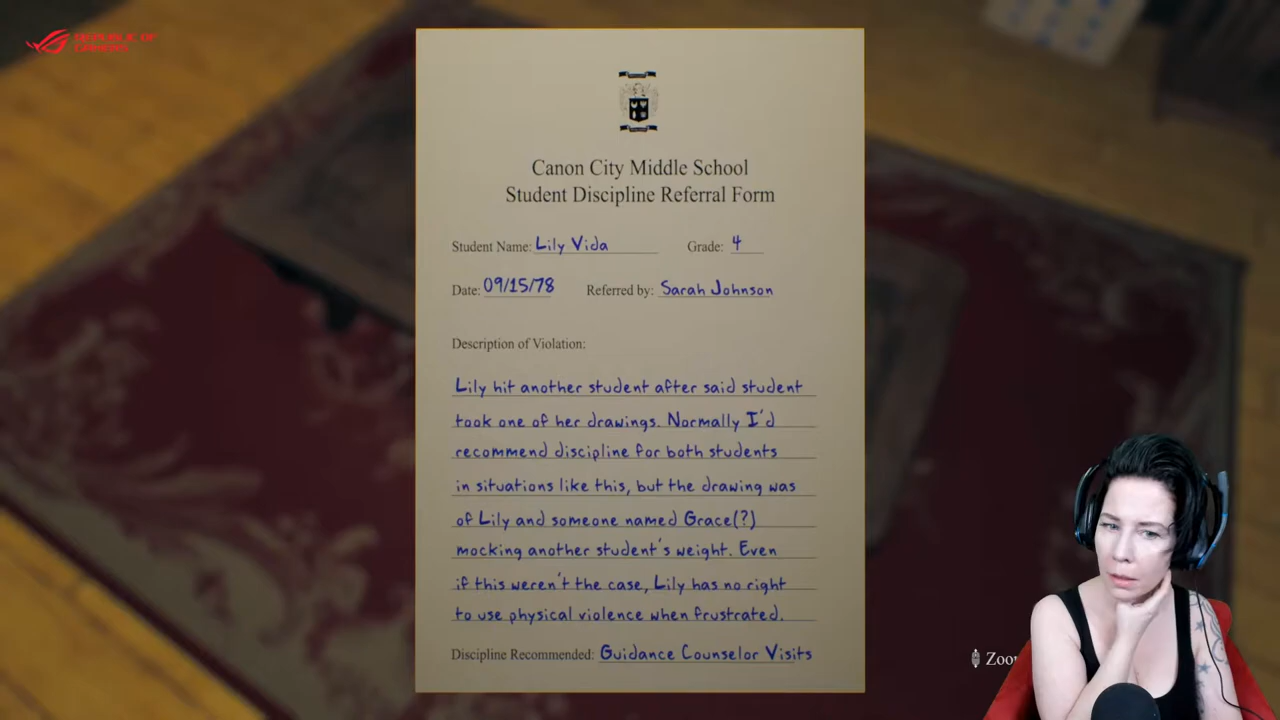 REPUBLIC OF
GAMERS
Canon City Middle School
Student Discipline Referral Form
Student Name: Lily Vida Grade: 4
Date: 09/15/78 Referred by: Sarah Johnson
Description of Violation:
Lily hit another student after said student
took one of her drawings. Normally I'd
recommend discipline for both students
in situations like this, but the drawing was
of Lily and someone named Grace(?)
mocking another student's weight. Even
if this weren't the case, Lily has no right
to use physical violence when frustrated.
Discipline Recommended: Guidance Counselor Visits